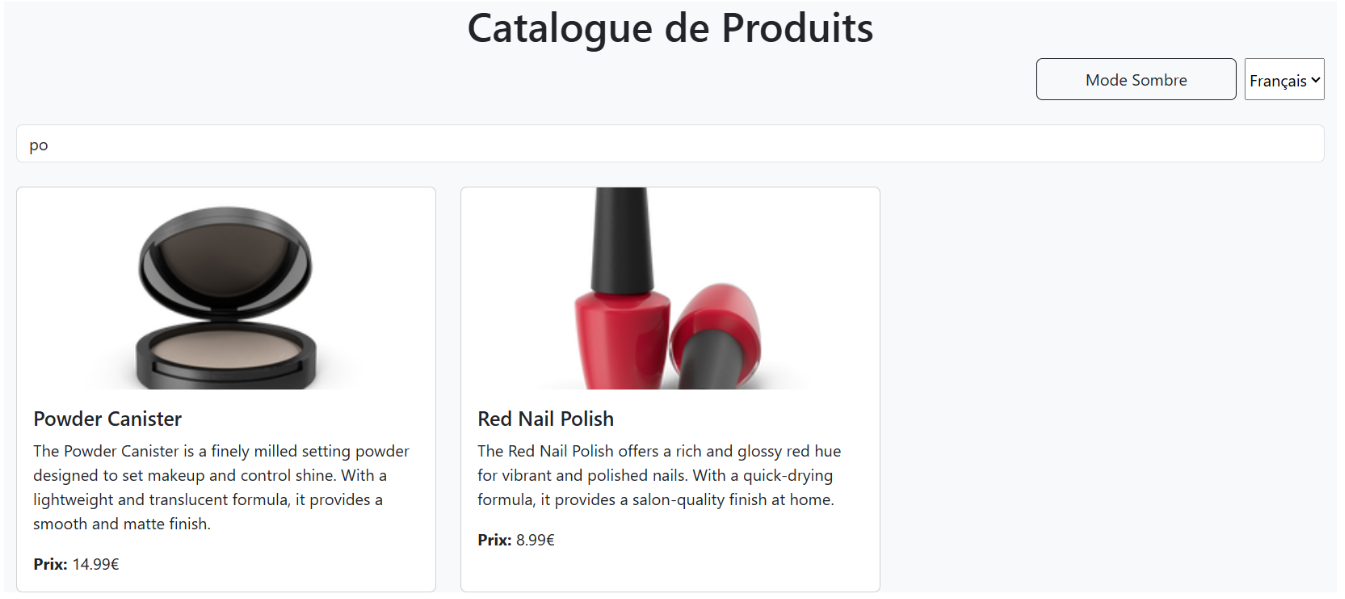 Catalogue de Produits
Mode Sombre
Français
po
Powder Canister
The Powder Canister is a finely milled setting powder
designed to set makeup and control shine. With a
lightweight and translucent formula, it provides a
smooth and matte finish.
Prix: 14.99€
Red Nail Polish
The Red Nail Polish offers a rich and glossy red hue
for vibrant and polished nails. With a quick-drying
formula, it provides a salon-quality finish at home.
Prix: 8.99€